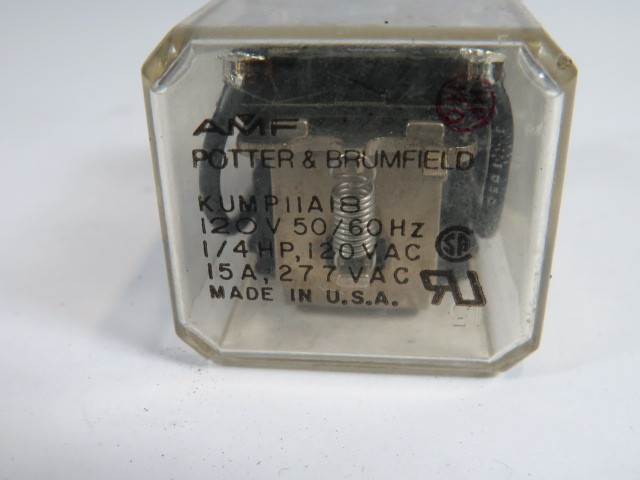 AMF
POTTER & BRUMFIELD
KUMP11A18
120V 50/60Hz
1/4HP, 120VAC
15A, 277VAC
MADE IN U.S.A.